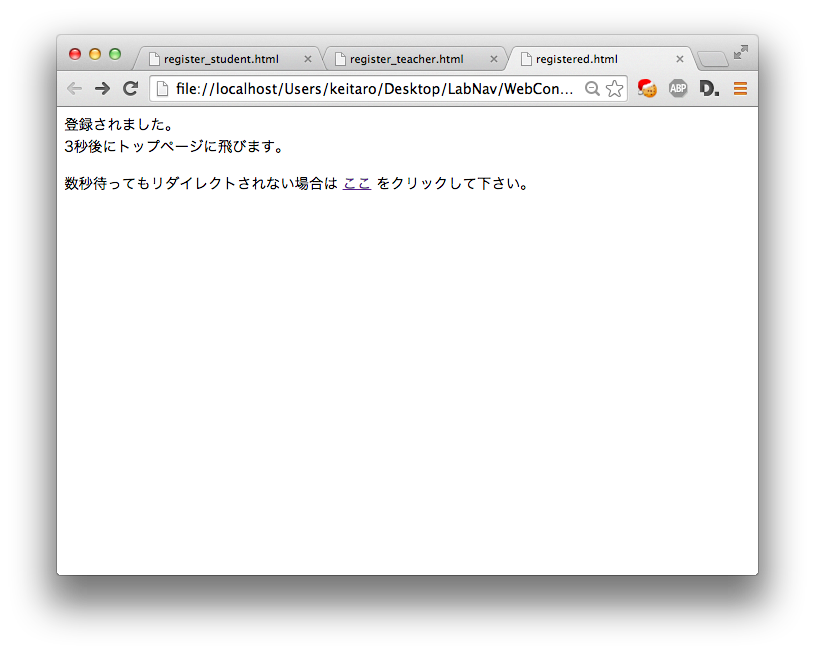 register_student.html
register_teacher.html
registered.html
file://localhost/Users/keitaro/Desktop/LabNav/WebCon...
ABP
D.
登録されました。
3秒後にトップページに飛びます。
数秒待ってもリダイレクトされない場合は ここ をクリックして下さい。